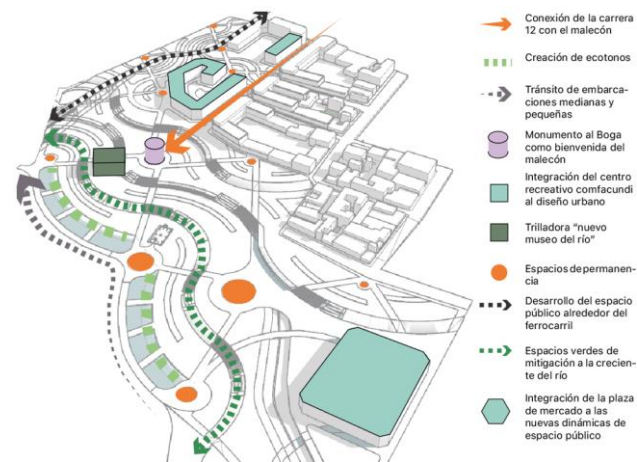 Conexión de la carrera
12 con el malecón
Creación de ecotonos
Tránsito de embarca-
ciones medianas y
pequeñas
Monumento al Boga
como bienvenida del
malecón
Integración del centro
recreativo comfacundi
al diseño urbano
Trilladora "nuevo
museo del río"
Espacios de permanen-
cia
Desarrollo del espacio
público alrededor del
ferrocarril
Espacios verdes de
mitigación a la crecien-
te del río
Integración de la plaza
de mercado a las
nuevas dinámicas de
espacio público